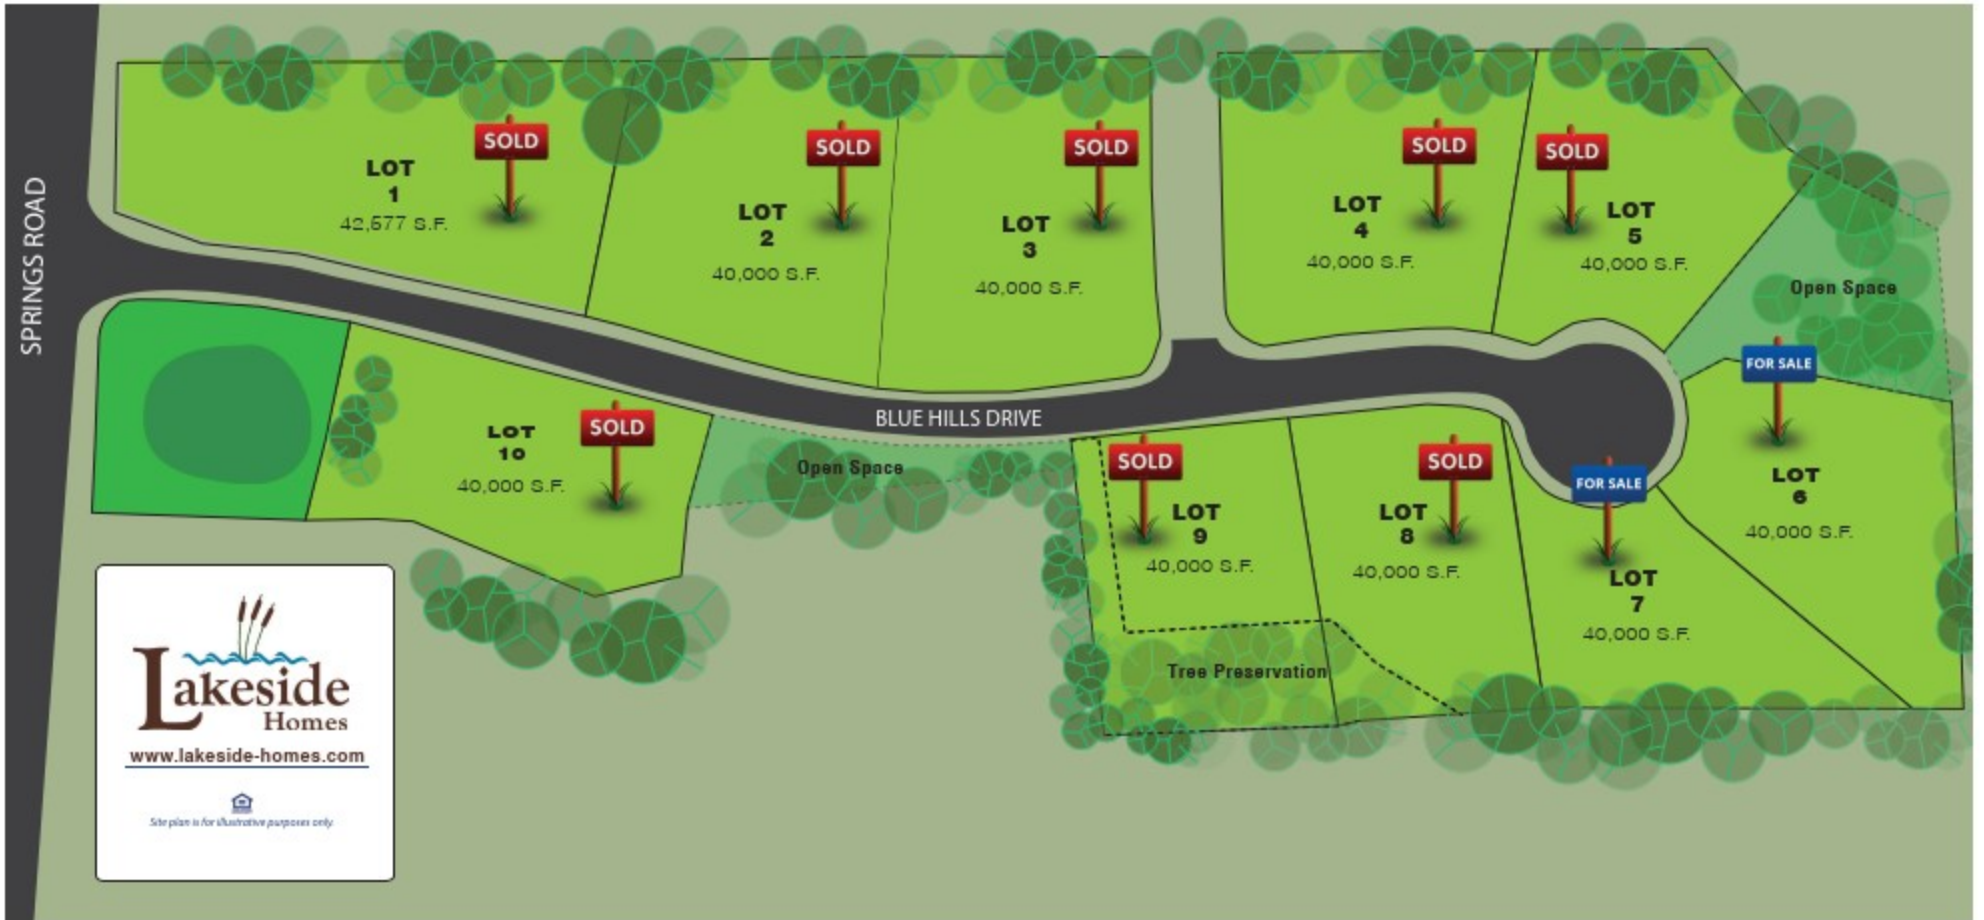 SPRINGS ROAD
LOT
1
42,577 S.F.
SOLD
LOT
2
40,000 S.F.
SOLD
LOT
3
40,000 S.F.
SOLD
LOT
4
40,000 S.F.
SOLD
SOLD
LOT
5
40,000 S.F.
Open Space
FOR SALE
LOT
6
40,000 S.F.
BLUE HILLS DRIVE
LOT
10
40,000 S.F.
SOLD
Open Space
SOLD
LOT
9
40,000 S.F.
SOLD
LOT
8
40,000 S.F.
FOR SALE
LOT
7
40,000 S.F.
Tree Preservation
Lakeside
Homes
www.lakeside-homes.com
Site plan is for illustrative purposes only.